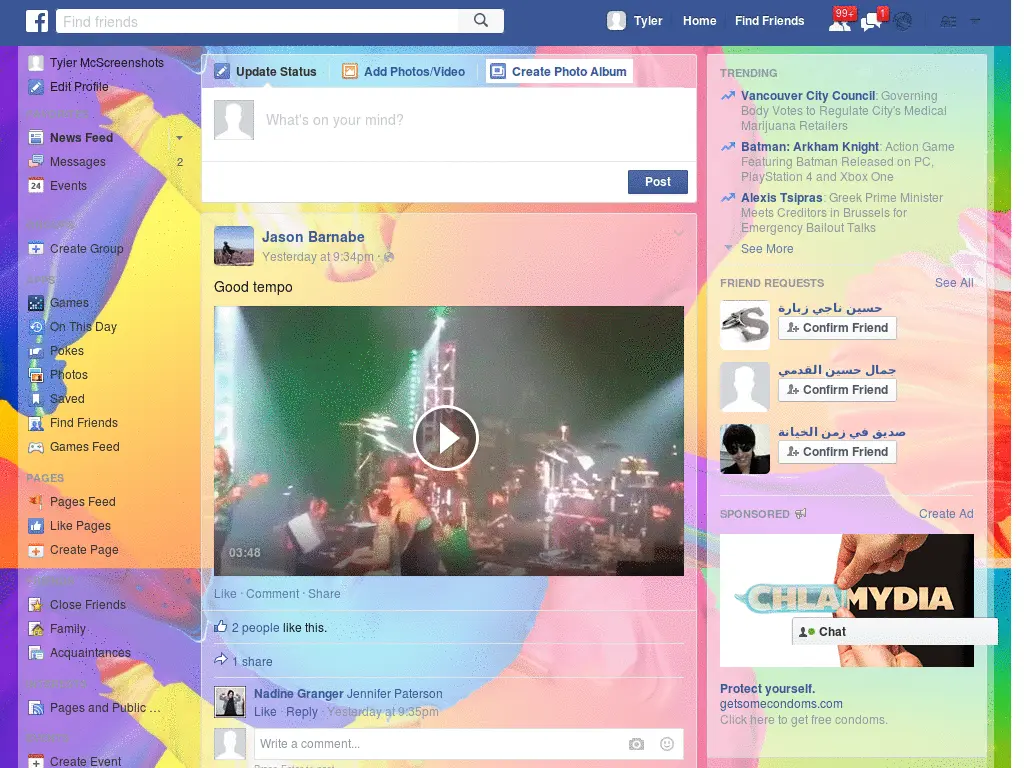 Find friends
Tyler
Home
Find Friends
99+
1
Tyler McScreenshots
Edit Profile
News Feed
Messages
2
24
Events
Create Group
APPS
Games
On This Day
Pokes
Photos
Saved
Find Friends
Games Feed
PAGES
Pages Feed
Like Pages
Create Page
Close Friends
Family
Acquaintances
Pages and Public ...
Create Event
Update Status
Add Photos/Video
Create Photo Album
What's on your mind?
Post
Jason Barnabe
Yesterday at 9:34pm ·
Good tempo
03:48
Like · Comment · Share
2 people like this.
1 share
Nadine Granger Jennifer Paterson
Like · Reply · Yesterday at 9:35pm
Write a comment...
TRENDING
Vancouver City Council: Governing
Body Votes to Regulate City's Medical
Marijuana Retailers
Batman: Arkham Knight: Action Game
Featuring Batman Released on PC,
PlayStation 4 and Xbox One
Alexis Tsipras: Greek Prime Minister
Meets Creditors in Brussels for
Emergency Bailout Talks
See More
FRIEND REQUESTS
See All
حسين ناجي زبارة
Confirm Friend
جمال حسين القدمي
Confirm Friend
صديق في زمن الخيانة
Confirm Friend
SPONSORED
Create Ad
CHLAMYDIA
Chat
Protect yourself.
getsomecondoms.com
Click here to get free condoms.